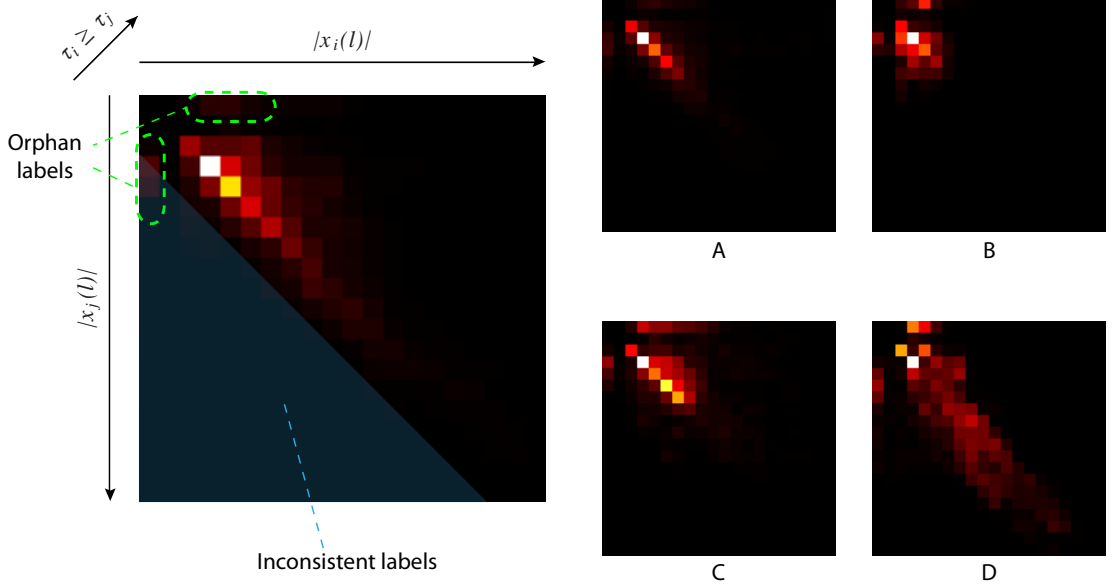 τᵢ ≥ τⱼ
|xᵢ(l)|
Orphan
labels
|xⱼ(l)|
Inconsistent labels
A
B
C
D